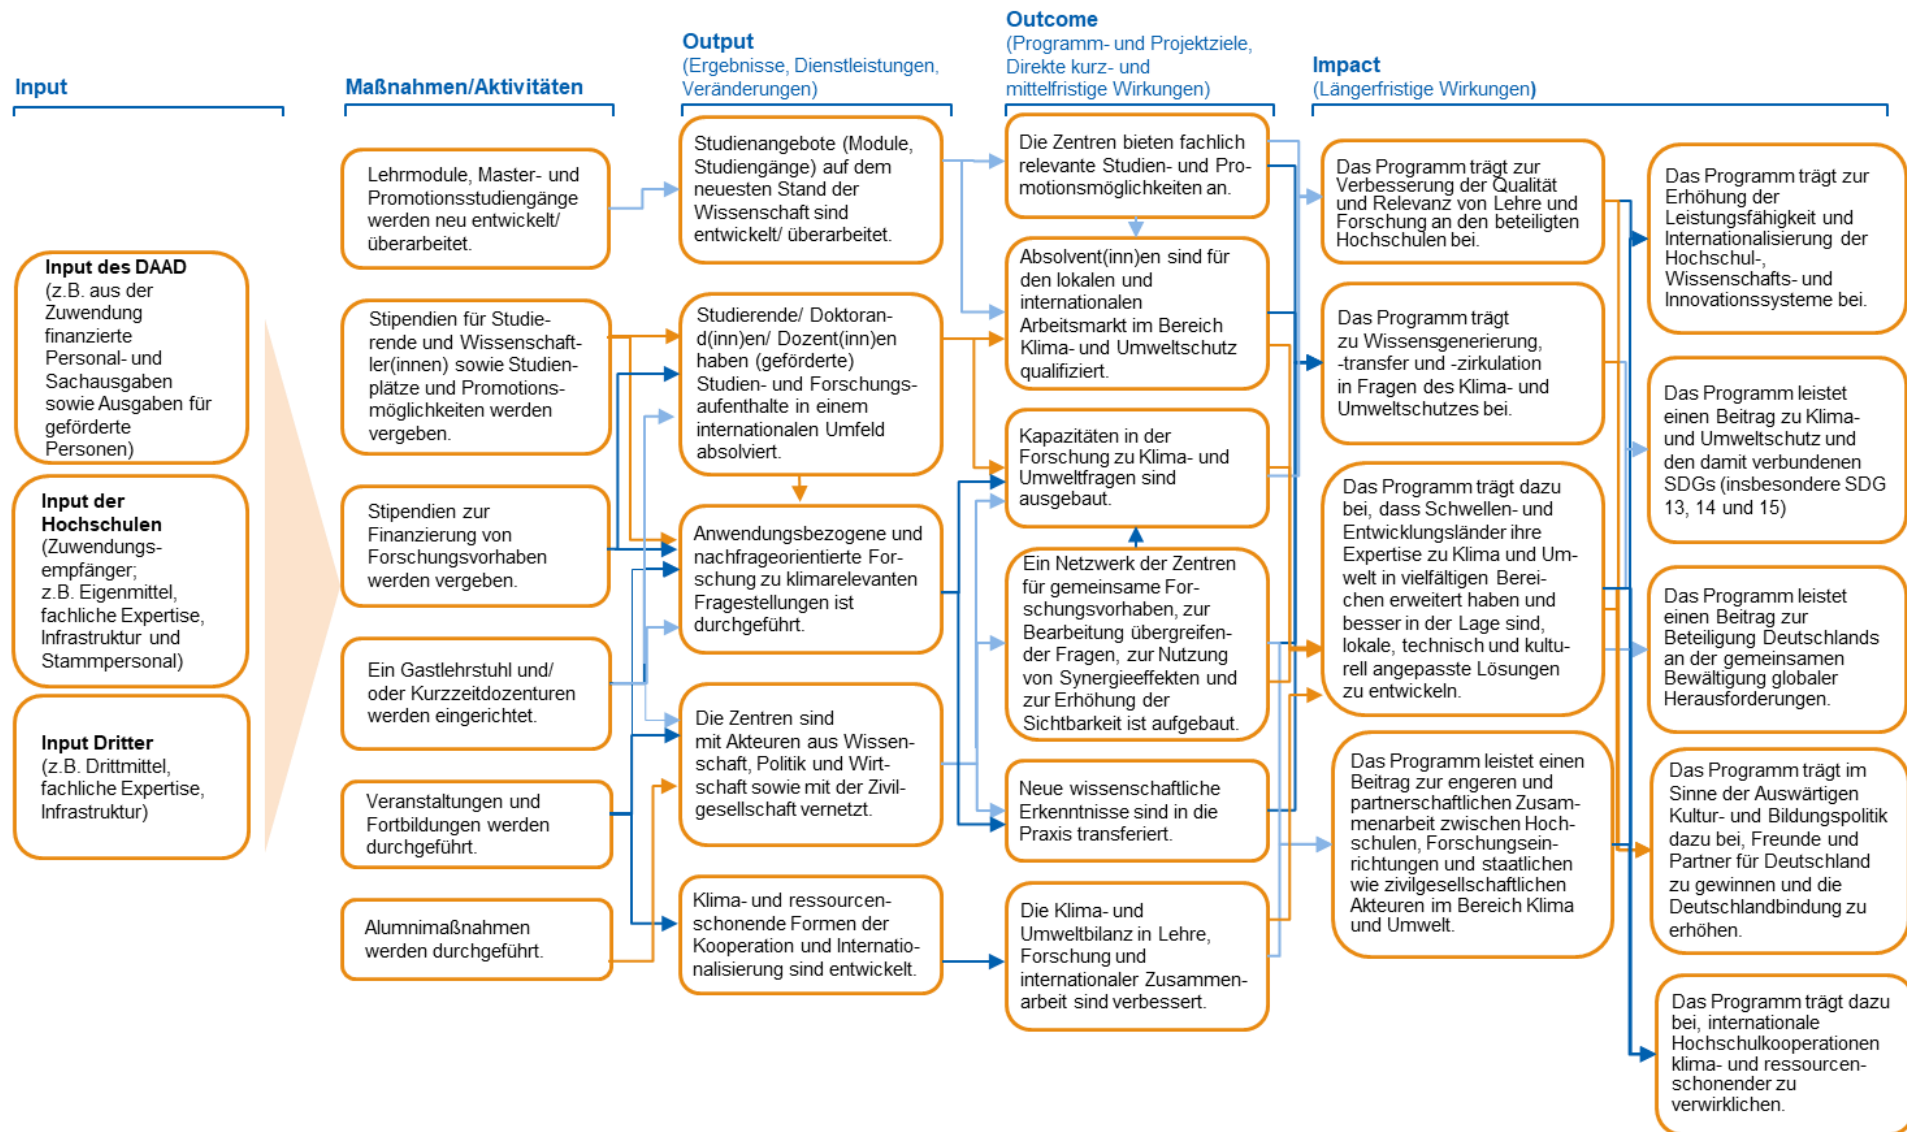 Input
Input des DAAD
(z.B. aus der
Zuwendung
finanzierte
Personal- und
Sachausgaben
sowie Ausgaben für
geförderte
Personen)
Input der
Hochschulen
(Zuwendungs-
empfänger;
z.B. Eigenmittel,
fachliche Expertise,
Infrastruktur und
Stammpersonal)
Input Dritter
(z.B. Drittmittel,
fachliche Expertise,
Infrastruktur)
Maßnahmen/Aktivitäten
Lehrmodule, Master- und
Promotionsstudiengänge
werden neu entwickelt/
überarbeitet.
Stipendien für Studie-
rende und Wissenschaft-
ler(innen) sowie Studien-
plätze und Promotions-
möglichkeiten werden
vergeben.
Stipendien zur
Finanzierung von
Forschungsvorhaben
werden vergeben.
Ein Gastlehrstuhl und/
oder Kurzzeitdozenturen
werden eingerichtet.
Veranstaltungen und
Fortbildungen werden
durchgeführt.
Alumnimaßnahmen
werden durchgeführt.
Output
(Ergebnisse, Dienstleistungen,
Veränderungen)
Studienangebote (Module,
Studiengänge) auf dem
neuesten Stand der
Wissenschaft sind
entwickelt/ überarbeitet.
Studierende/ Doktoran-
d(inn)en/ Dozent(inn)en
haben (geförderte)
Studien- und Forschungs-
aufenthalte in einem
internationalen Umfeld
absolviert.
Anwendungsbezogene und
nachfrageorientierte For-
schung zu klimarelevanten
Fragestellungen ist
durchgeführt.
Die Zentren sind
mit Akteuren aus Wissen-
schaft, Politik und Wirt-
schaft sowie mit der Zivil-
gesellschaft vernetzt.
Klima- und ressourcen-
schonende Formen der
Kooperation und Internatio-
nalisierung sind entwickelt.
Outcome
(Programm- und Projektziele,
Direkte kurz- und
mittelfristige Wirkungen)
Die Zentren bieten fachlich
relevante Studien- und Pro-
motionsmöglichkeiten an.
Absolvent(inn)en sind für
den lokalen und
internationalen
Arbeitsmarkt im Bereich
Klima- und Umweltschutz
qualifiziert.
Kapazitäten in der
Forschung zu Klima- und
Umweltfragen sind
ausgebaut.
Ein Netzwerk der Zentren
für gemeinsame For-
schungsvorhaben, zur
Bearbeitung übergreifen-
der Fragen, zur Nutzung
von Synergieeffekten und
zur Erhöhung der
Sichtbarkeit ist aufgebaut.
Neue wissenschaftliche
Erkenntnisse sind in die
Praxis transferiert.
Die Klima- und
Umweltbilanz in Lehre,
Forschung und
internationaler Zusammen-
arbeit sind verbessert.
Impact
(Längerfristige Wirkungen)
Das Programm trägt zur
Verbesserung der Qualität
und Relevanz von Lehre und
Forschung an den beteiligten
Hochschulen bei.
Das Programm trägt
zu Wissensgenerierung,
-transfer und -zirkulation
in Fragen des Klima- und
Umweltschutzes bei.
Das Programm trägt dazu
bei, dass Schwellen- und
Entwicklungsländer ihre
Expertise zu Klima und Um-
welt in vielfältigen Berei-
chen erweitert haben und
besser in der Lage sind,
lokale, technisch und kultu-
rell angepasste Lösungen
zu entwickeln.
Das Programm leistet einen
Beitrag zur engeren und
partnerschaftlichen Zusam-
menarbeit zwischen Hoch-
schulen, Forschungsein-
richtungen und staatlichen
wie zivilgesellschaftlichen
Akteuren im Bereich Klima
und Umwelt.
Das Programm trägt zur
Erhöhung der
Leistungsfähigkeit und
Internationalisierung der
Hochschul-,
Wissenschafts- und
Innovationssysteme bei.
Das Programm leistet
einen Beitrag zu Klima-
und Umweltschutz und
den damit verbundenen
SDGs (insbesondere SDG
13, 14 und 15)
Das Programm leistet
einen Beitrag zur
Beteiligung Deutschlands
an der gemeinsamen
Bewältigung globaler
Herausforderungen.
Das Programm trägt im
Sinne der Auswärtigen
Kultur- und Bildungspolitik
dazu bei, Freunde und
Partner für Deutschland
zu gewinnen und die
Deutschlandbindung zu
erhöhen.
Das Programm trägt dazu
bei, internationale
Hochschulkooperationen
klima- und ressourcen-
schonender zu
verwirklichen.